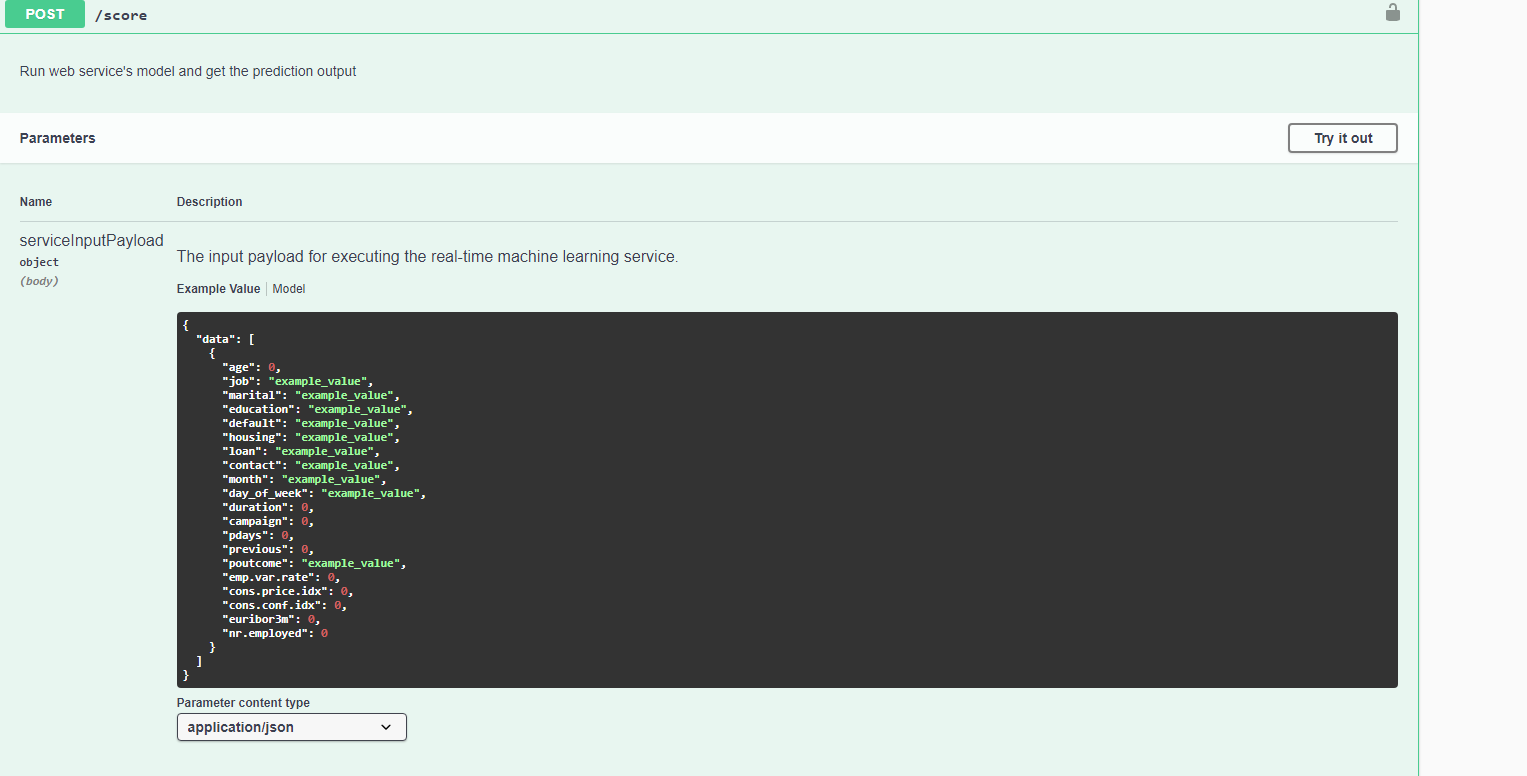 POST /score
Run web service's model and get the prediction output
Parameters
Try it out
Name Description
serviceInputPayload
object
(body)
The input payload for executing the real-time machine learning service.
Example Value Model
{
  "data": [
    {
      "age": 0,
      "job": "example_value",
      "marital": "example_value",
      "education": "example_value",
      "default": "example_value",
      "housing": "example_value",
      "loan": "example_value",
      "contact": "example_value",
      "month": "example_value",
      "day_of_week": "example_value",
      "duration": 0,
      "campaign": 0,
      "pdays": 0,
      "previous": 0,
      "poutcome": "example_value",
      "emp.var.rate": 0,
      "cons.price.idx": 0,
      "cons.conf.idx": 0,
      "euribor3m": 0,
      "nr.employed": 0
    }
  ]
}
Parameter content type
application/json